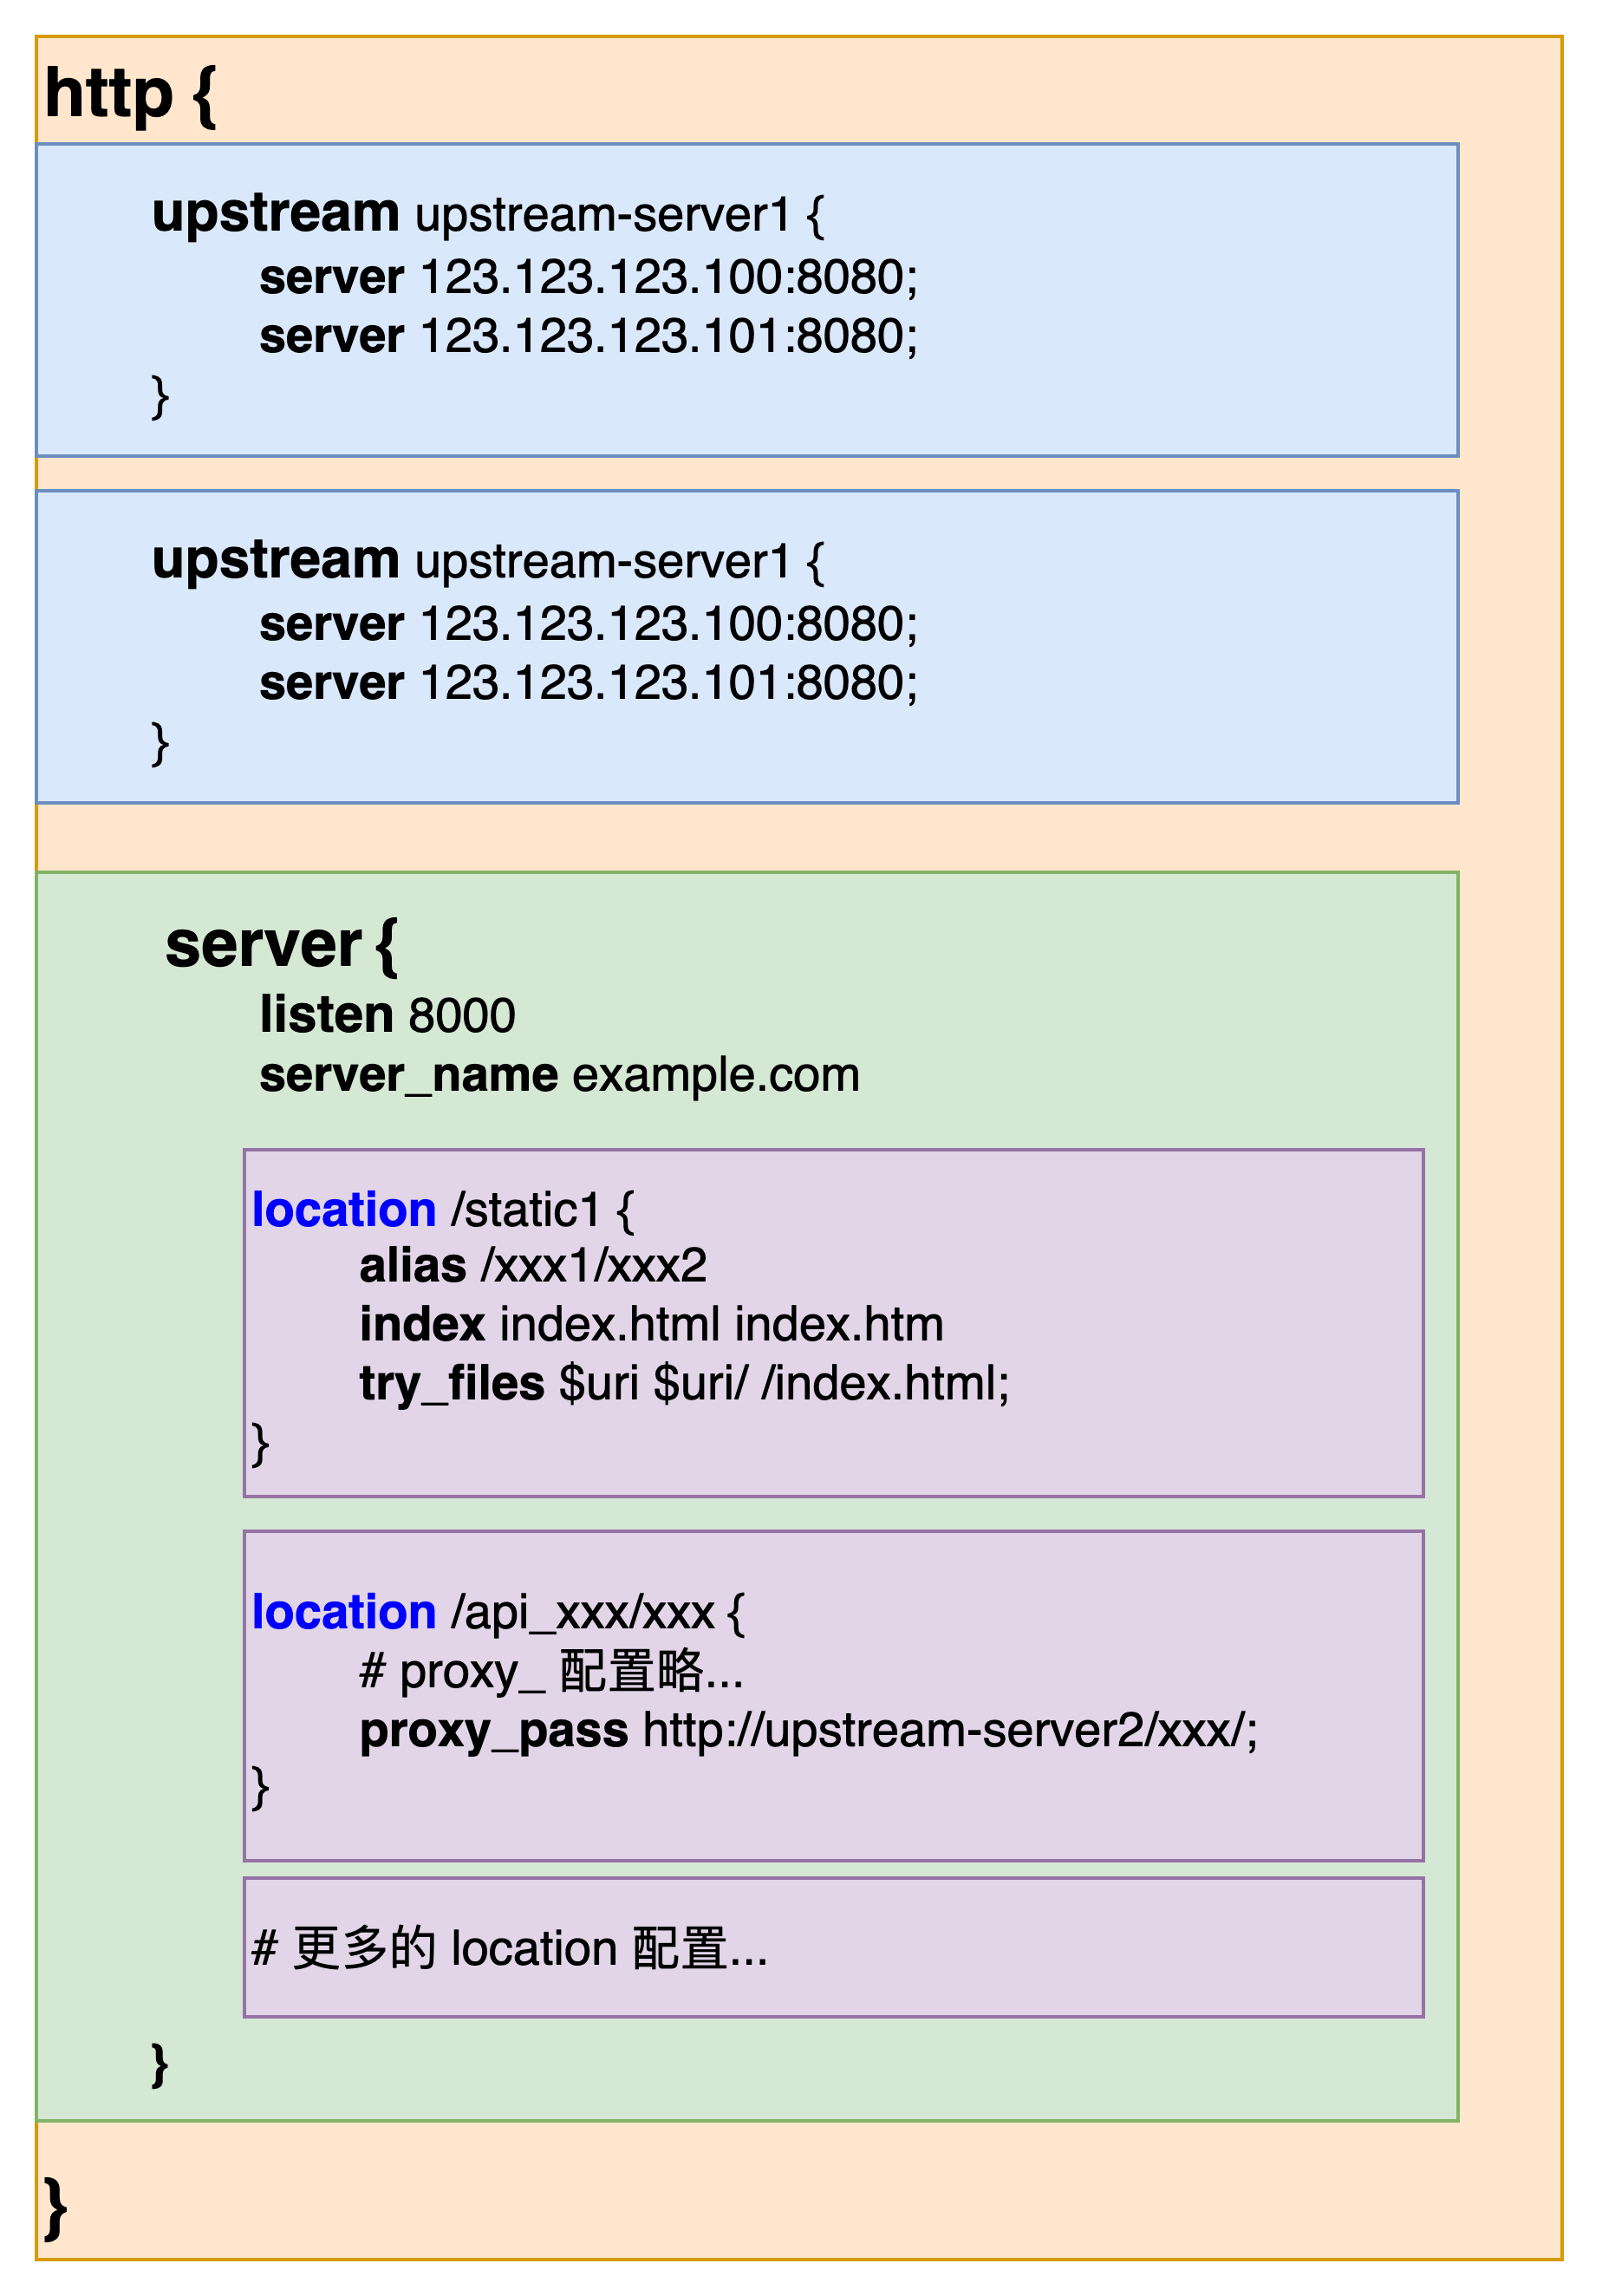 http {
upstream upstream-server1 {
server 123.123.123.100:8080;
server 123.123.123.101:8080;
}
upstream upstream-server1 {
server 123.123.123.100:8080;
server 123.123.123.101:8080;
}
server {
listen 8000
server_name example.com
location /static1 {
alias /xxx1/xxx2
index index.html index.htm
try_files $uri $uri/ /index.html;
}
location /api_xxx/xxx {
# proxy_ 配置略...
proxy_pass http://upstream-server2/xxx/;
}
# 更多的 location 配置...
}
}